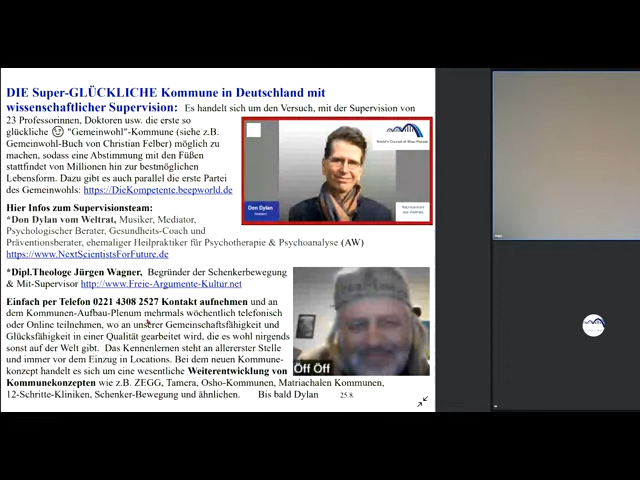 DIE Super-GLÜCKLICHE Kommune in Deutschland mit
wissenschaftlicher Supervision: Es handelt sich um den Versuch, mit der Supervision von
23 Professorinnen, Doktoren usw. die erste so
glückliche 😉 "Gemeinwohl"-Kommune (siehe z.B.
Gemeinwohl-Buch von Christian Felber) möglich zu
machen, sodass eine Abstimmung mit den Füßen
stattfindet von Millionen hin zur bestmöglichen
Lebensform. Dazu gibt es auch parallel die erste Partei
des Gemeinwohls: https://DieKompetente.beepworld.de
World's Council of Wise People
Don Dylan
Hier Infos zum Supervisionsteam:
*Don Dylan vom Weltrat, Musiker, Mediator,
Psychologischer Berater, Gesundheits-Coach und
Präventionsberater, ehemaliger Heilpraktiker für Psychotherapie & Psychoanalyse (AW)
https://www.NextScientistsForFuture.de
*Dipl.Theologe Jürgen Wagner, Begründer der Schenkerbewegung
& Mit-Supervisor http://www.Freie-Argumente-Kultur.net
Einfach per Telefon 0221 4308 2527 Kontakt aufnehmen und an
dem Kommunen-Aufbau-Plenum mehrmals wöchentlich telefonisch
oder Online teilnehmen, wo an unserer Gemeinschaftsfähigkeit und
Glücksfähigkeit in einer Qualität gearbeitet wird, die es wohl nirgends
sonst auf der Welt gibt. Das Kennenlernen steht an allererster Stelle
und immer vor dem Einzug in Locations. Bei dem neuen Kommune-
konzept handelt es sich um eine wesentliche Weiterentwicklung von
Kommunekonzepten wie z.B. ZEGG, Tamera, Osho-Kommunen, Matriachalen Kommunen,
12-Schritte-Kliniken, Schenker-Bewegung und ähnlichen. Bis bald Dylan 25.8.
Öff Öff